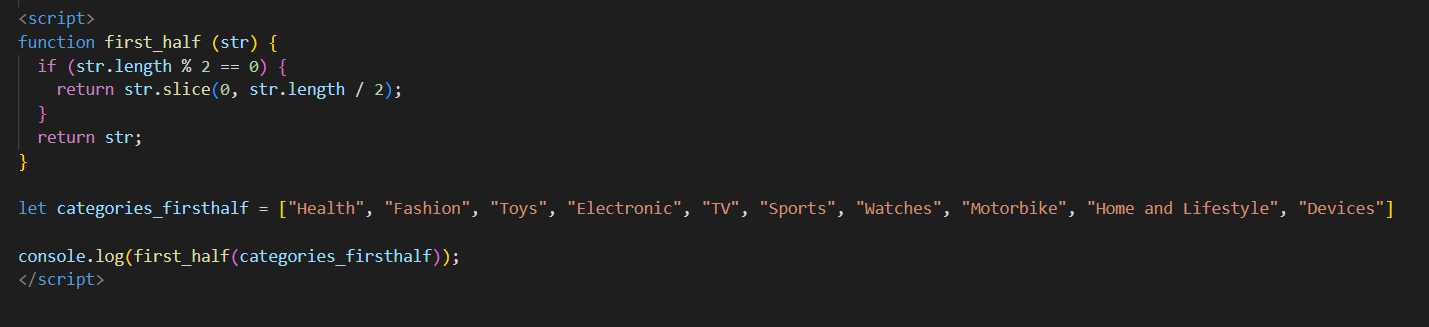 <script>
function first_half (str) {
if (str.length % 2 == 0) {
return str.slice(0, str.length / 2);
}
return str;
}
let categories_firsthalf = ["Health", "Fashion", "Toys", "Electronic", "TV", "Sports", "Watches", "Motorbike", "Home and Lifestyle", "Devices"]
console.log(first_half(categories_firsthalf));
</script>